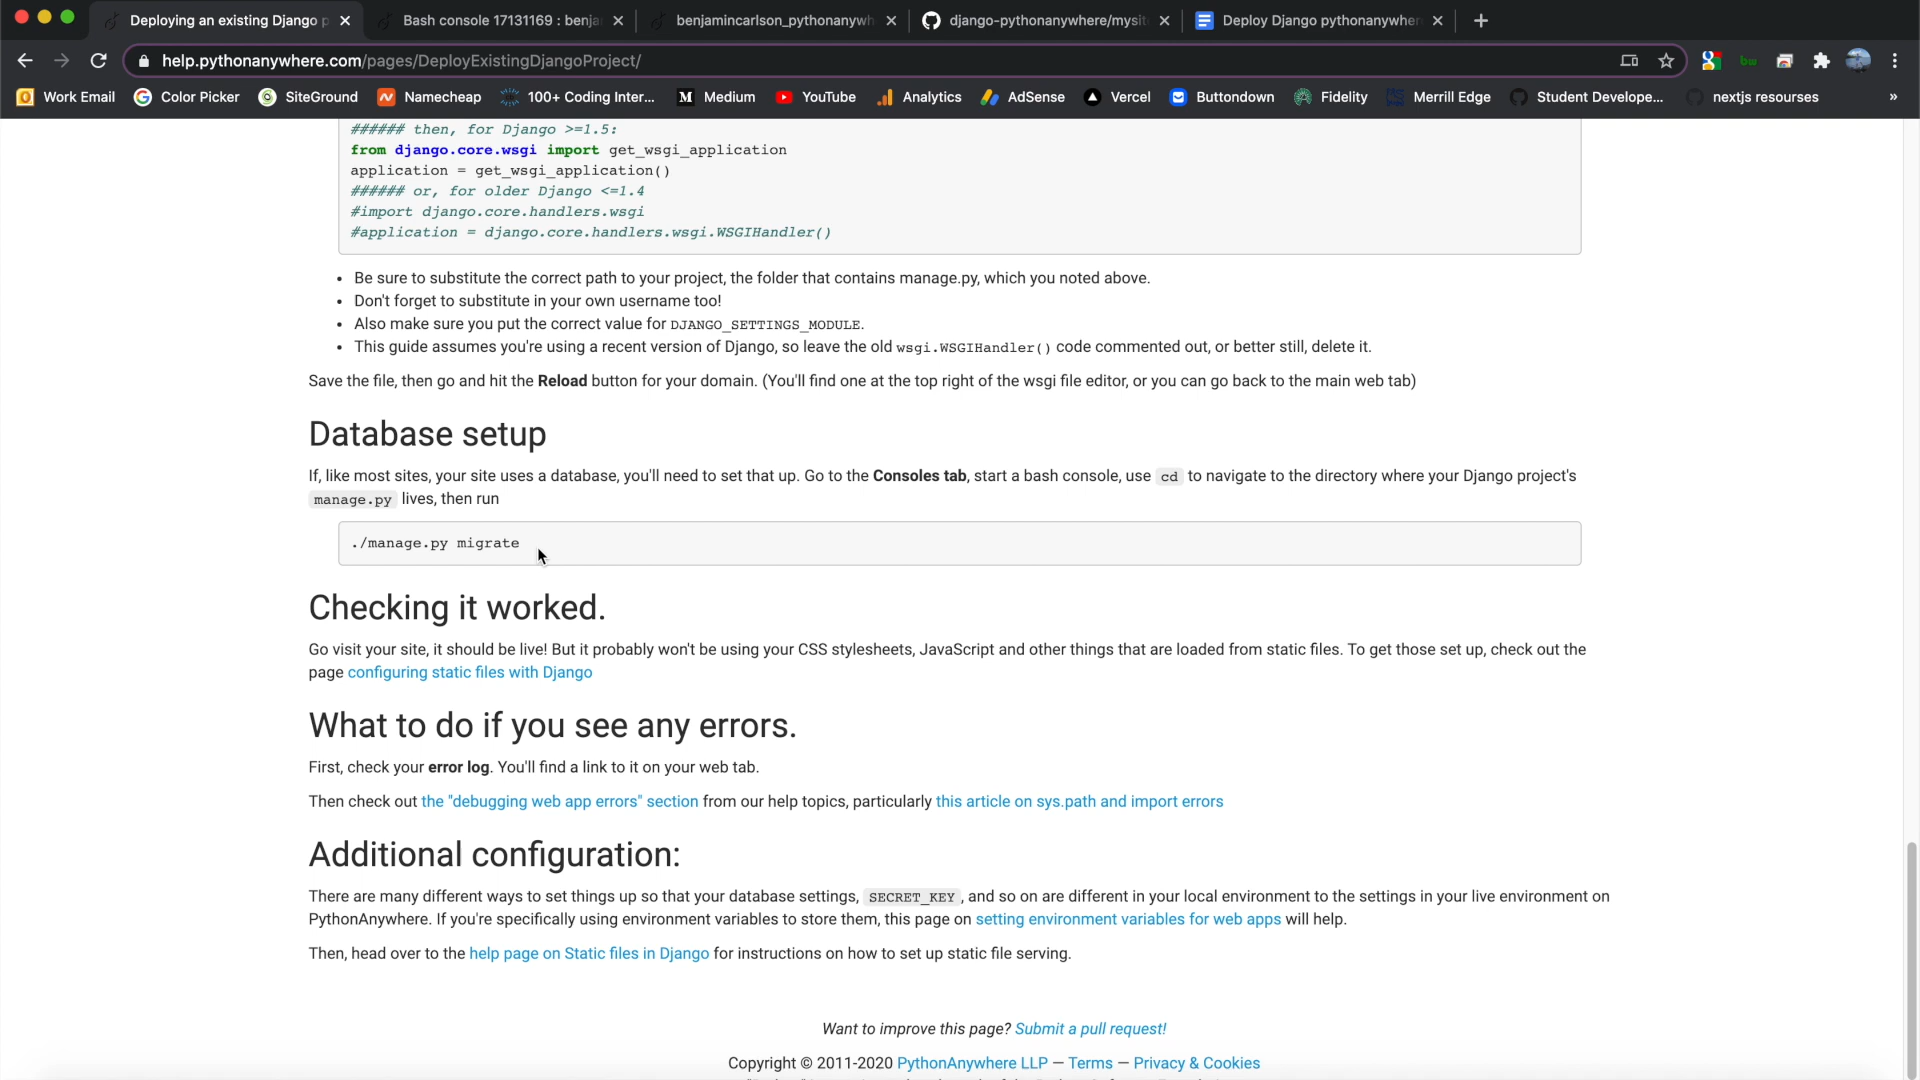 Deploying an existing Django p
Bash console 17131169 : benja
benjamincarlson_pythonanywh
django-pythonanywhere/mysit
Deploy Django pythonanywher
help.pythonanywhere.com/pages/DeployExistingDjangoProject/
Work Email
Color Picker
SiteGround
Namecheap
100+ Coding Inter...
Medium
YouTube
Analytics
AdSense
Vercel
Buttondown
Fidelity
Merrill Edge
Student Develope...
nextjs resourses
»
###### then, for Django >=1.5:
from django.core.wsgi import get_wsgi_application
application = get_wsgi_application()
###### or, for older Django <=1.4
#import django.core.handlers.wsgi
#application = django.core.handlers.wsgi.WSGIHandler()
• Be sure to substitute the correct path to your project, the folder that contains manage.py, which you noted above.
• Don't forget to substitute in your own username too!
• Also make sure you put the correct value for DJANGO_SETTINGS_MODULE.
• This guide assumes you're using a recent version of Django, so leave the old wsgi.WSGIHandler() code commented out, or better still, delete it.
Save the file, then go and hit the Reload button for your domain. (You'll find one at the top right of the wsgi file editor, or you can go back to the main web tab)
Database setup
If, like most sites, your site uses a database, you'll need to set that up. Go to the Consoles tab, start a bash console, use cd to navigate to the directory where your Django project's
manage.py lives, then run
./manage.py migrate
Checking it worked.
Go visit your site, it should be live! But it probably won't be using your CSS stylesheets, JavaScript and other things that are loaded from static files. To get those set up, check out the
page configuring static files with Django
What to do if you see any errors.
First, check your error log. You'll find a link to it on your web tab.
Then check out the "debugging web app errors" section from our help topics, particularly this article on sys.path and import errors
Additional configuration:
There are many different ways to set things up so that your database settings, SECRET_KEY, and so on are different in your local environment to the settings in your live environment on
PythonAnywhere. If you're specifically using environment variables to store them, this page on setting environment variables for web apps will help.
Then, head over to the help page on Static files in Django for instructions on how to set up static file serving.
Want to improve this page? Submit a pull request!
Copyright © 2011-2020 PythonAnywhere LLP — Terms — Privacy & Cookies